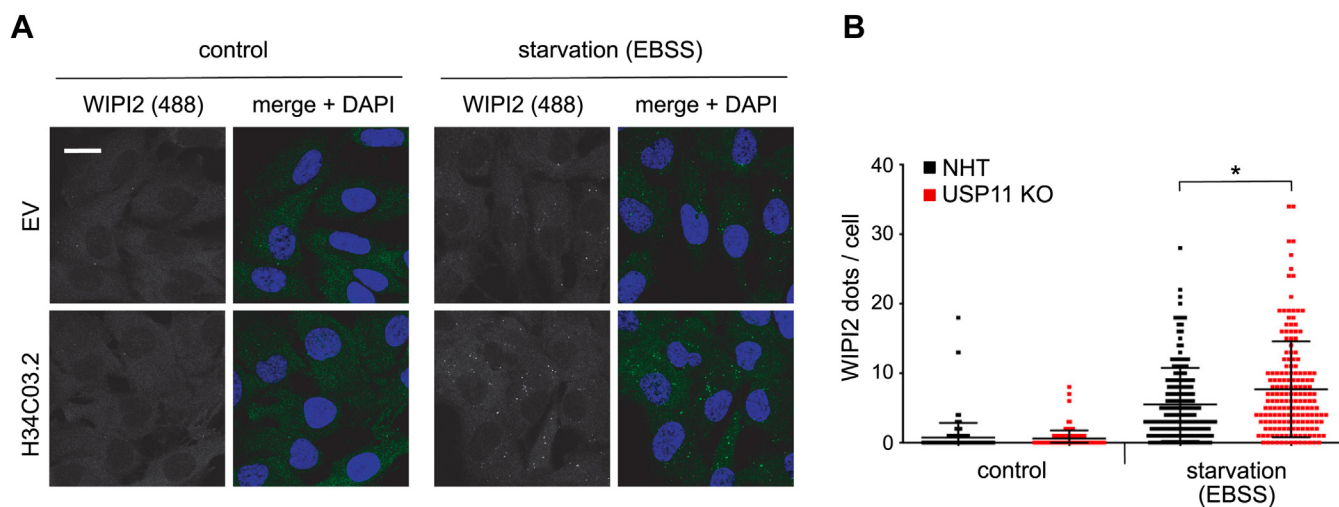 A
control
starvation (EBSS)
WIPI2 (488)
merge + DAPI
WIPI2 (488)
merge + DAPI
EV
H34C03.2
B
NHT
USP11 KO
*
WIPI2 dots / cell
40
30
20
10
0
control
starvation
(EBSS)